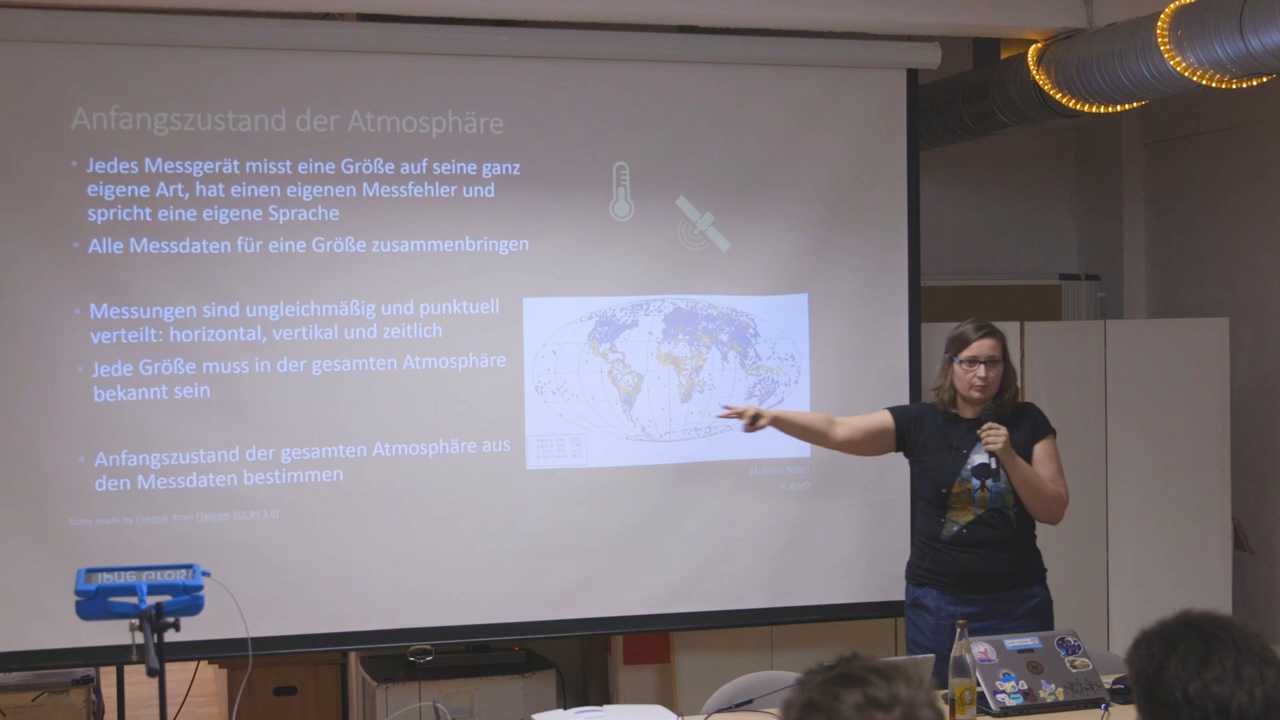 Anfangszustand der Atmosphäre
Jedes Messgerät misst eine Größe auf seine ganz
eigene Art, hat einen eigenen Messfehler und
spricht eine eigene Sprache
Alle Messdaten für eine Größe zusammenbringen
Messungen sind ungleichmäßig und punktuell
verteilt: horizontal, vertikal und zeitlich
Jede Größe muss in der gesamten Atmosphäre
bekannt sein
Anfangszustand der gesamten Atmosphäre aus
den Messdaten bestimmen
Icons made by Freepik from Flaticon (CC BY 3.0)
© WMO